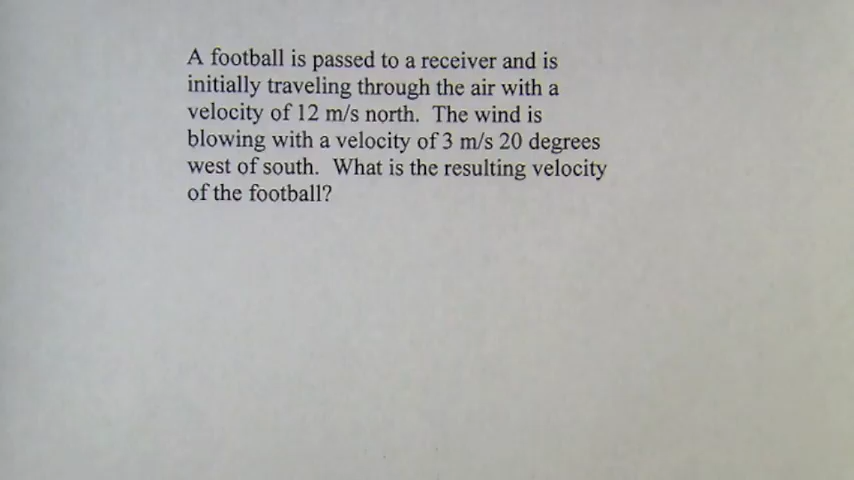 A football is passed to a receiver and is
initially traveling through the air with a
velocity of 12 m/s north.  The wind is
blowing with a velocity of 3 m/s 20 degrees
west of south.  What is the resulting velocity
of the football?